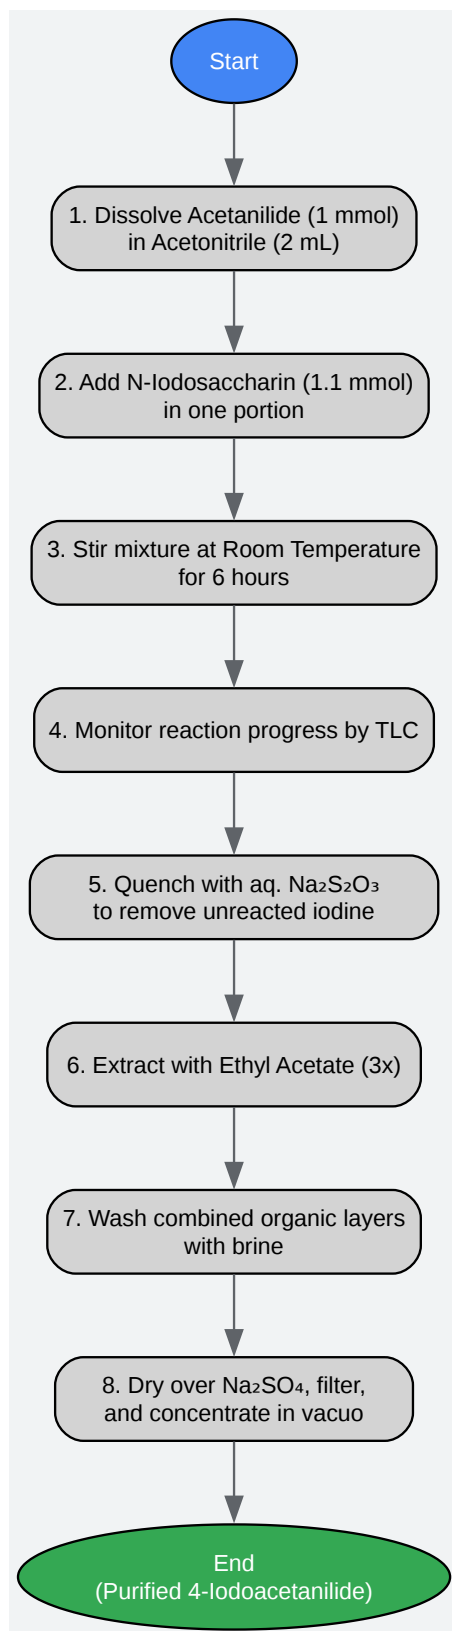 Start
1. Dissolve Acetanilide (1 mmol)
in Acetonitrile (2 mL)
2. Add N-Iodosaccharin (1.1 mmol)
in one portion
3. Stir mixture at Room Temperature
for 6 hours
4. Monitor reaction progress by TLC
5. Quench with aq. Na₂S₂O₃
to remove unreacted iodine
6. Extract with Ethyl Acetate (3x)
7. Wash combined organic layers
with brine
8. Dry over Na₂SO₄, filter,
and concentrate in vacuo
End
(Purified 4-Iodoacetanilide)